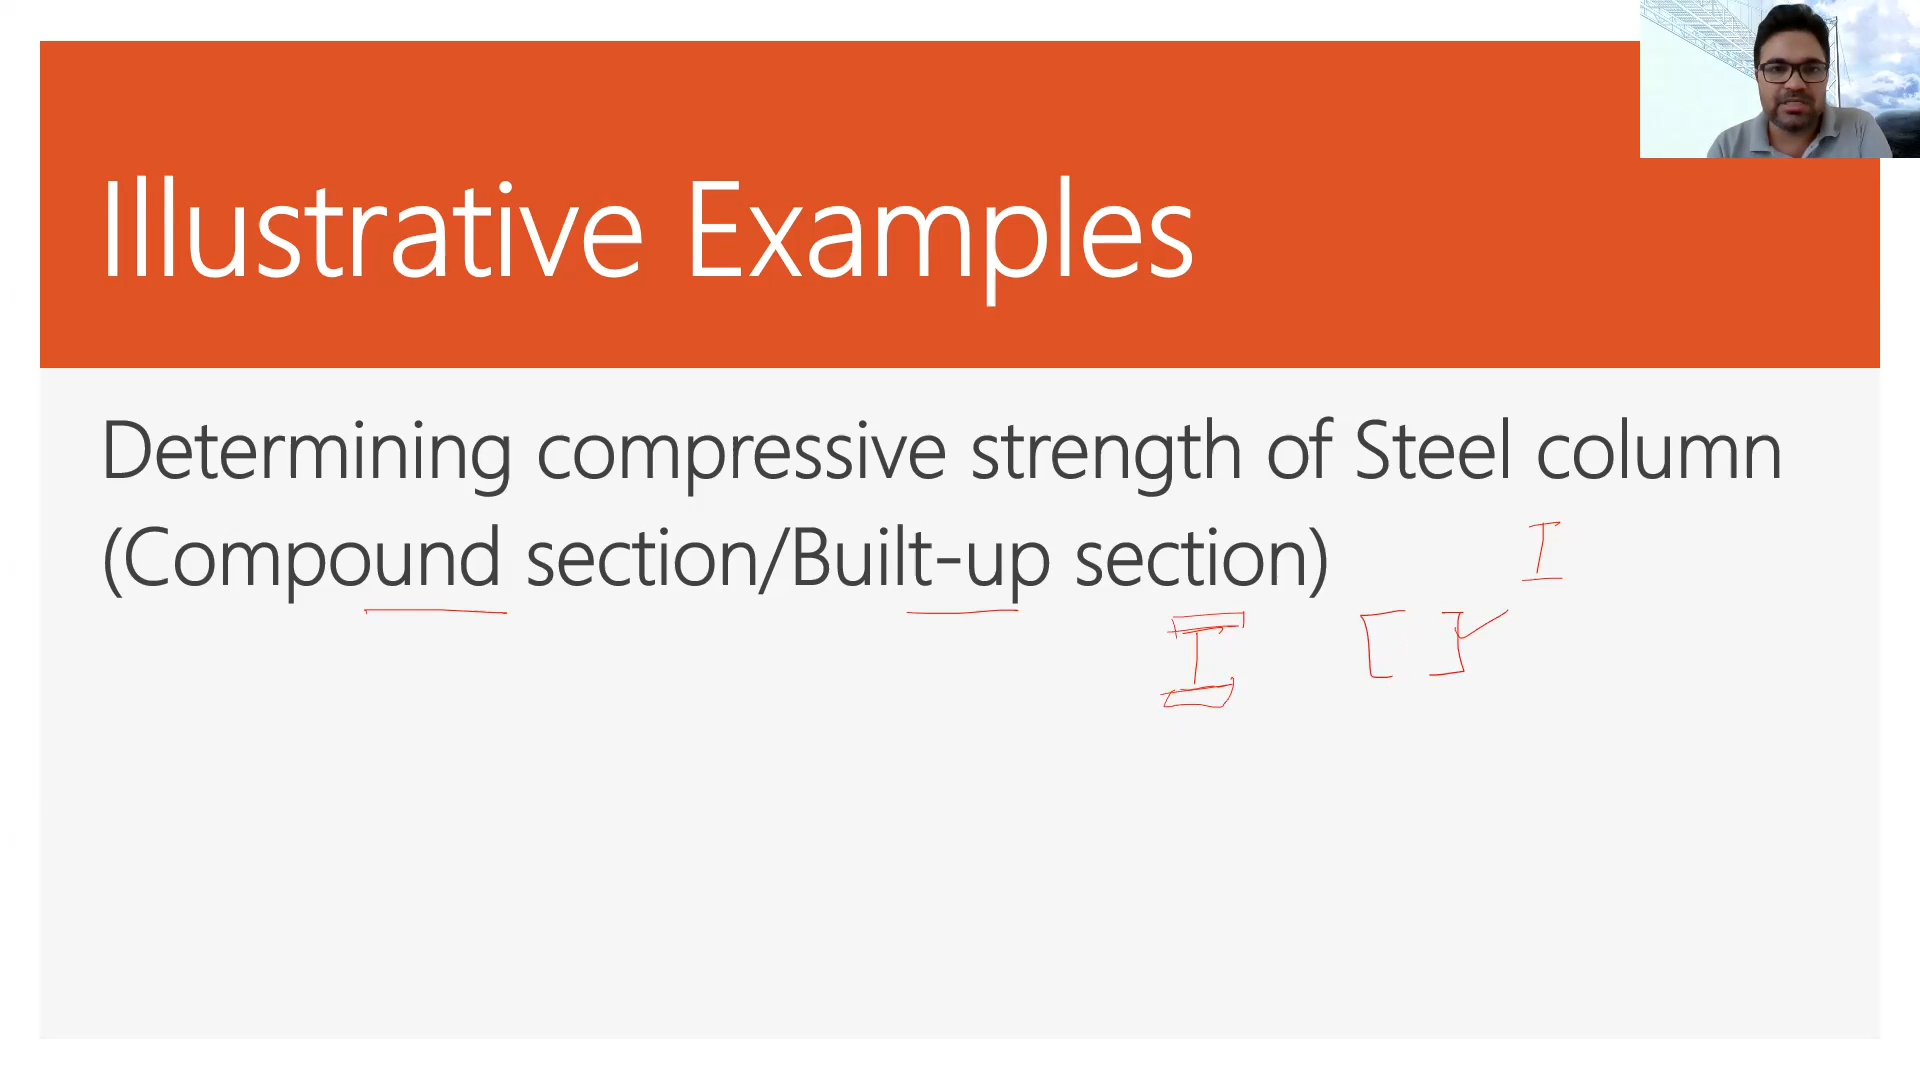 Illustrative Examples
Determining compressive strength of Steel column
(Compound section/Built-up section)